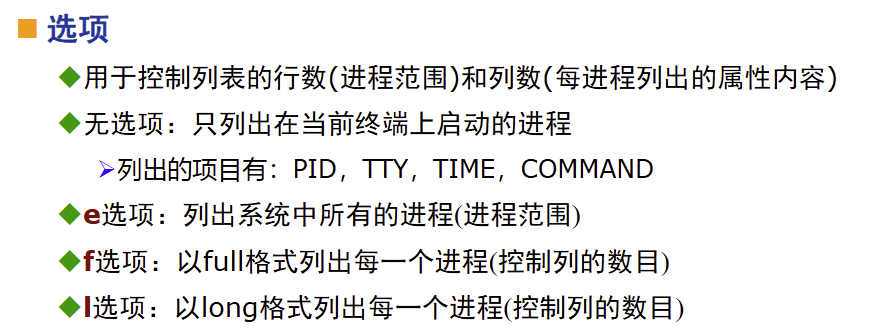 选项
用于控制列表的行数(进程范围)和列数(每进程列出的属性内容)
无选项：只列出在当前终端上启动的进程
列出的项目有：PID，TTY，TIME，COMMAND
e选项：列出系统中所有的进程(进程范围)
f选项：以full格式列出每一个进程(控制列的数目)
l选项：以long格式列出每一个进程(控制列的数目)